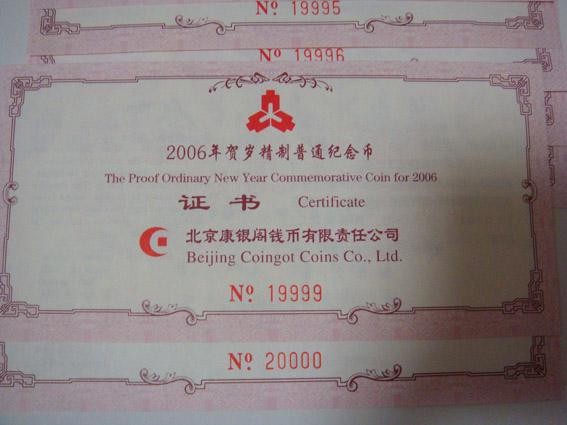 № 19995
№ 19996
2006年贺岁精制普通纪念币
The Proof Ordinary New Year Commemorative Coin for 2006
证书 Certificate
北京康银阁钱币有限责任公司
Beijing Coingot Coins Co., Ltd.
№ 19999
№ 20000